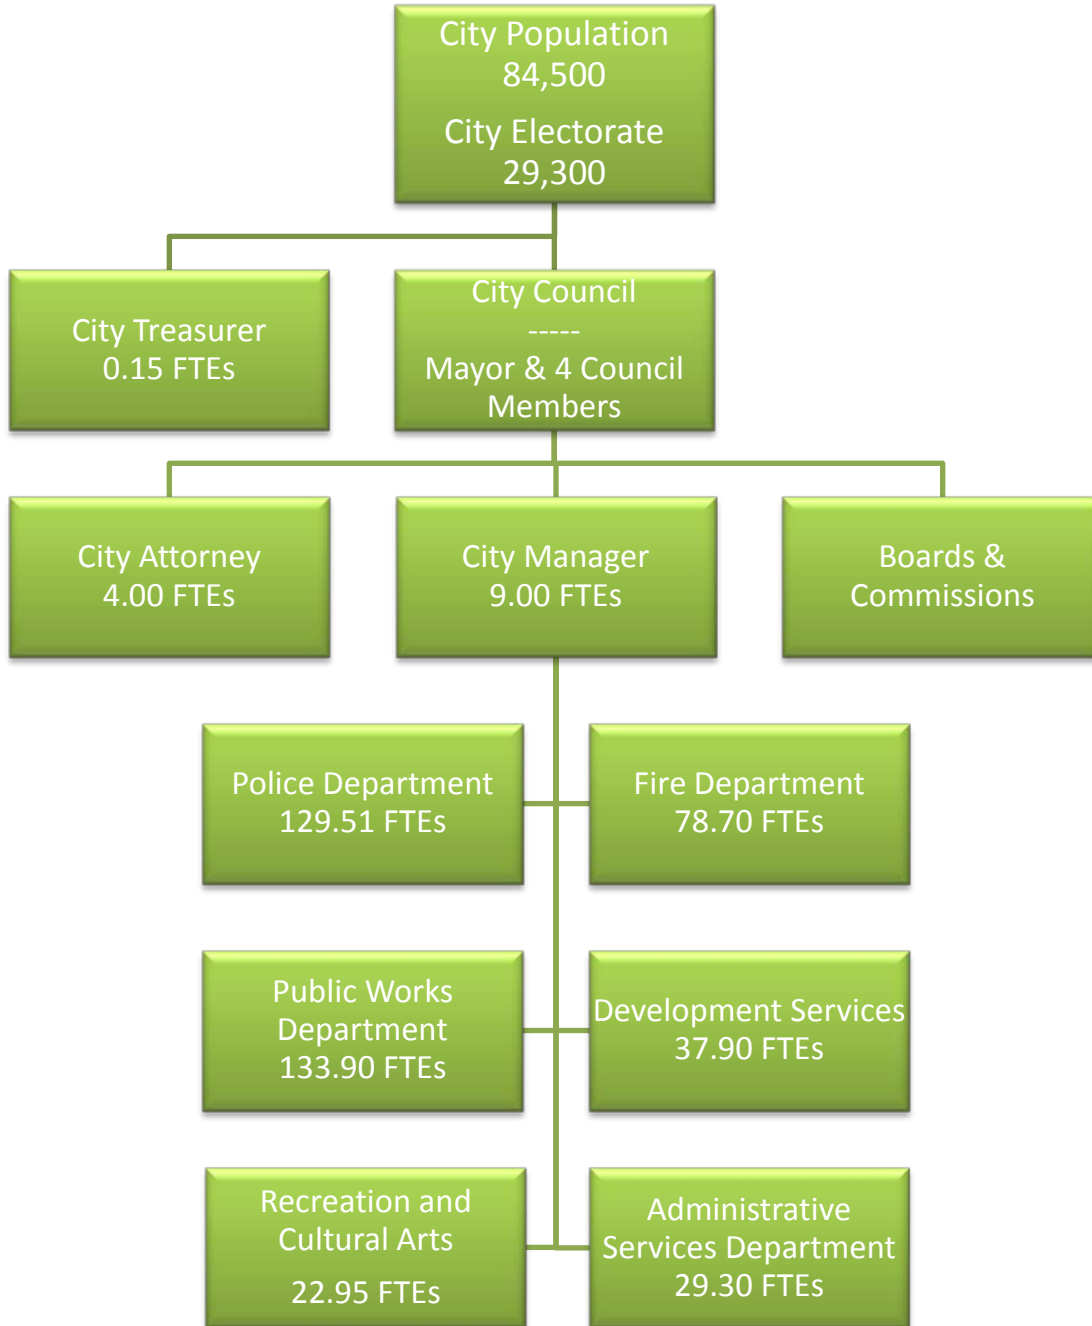 City Population
84,500
City Electorate
29,300
City Treasurer
0.15 FTEs
City Council
-----
Mayor & 4 Council
Members
City Attorney
4.00 FTEs
City Manager
9.00 FTEs
Boards &
Commissions
Police Department
129.51 FTEs
Fire Department
78.70 FTEs
Public Works
Department
133.90 FTEs
Development Services
37.90 FTEs
Recreation and
Cultural Arts
22.95 FTEs
Administrative
Services Department
29.30 FTEs